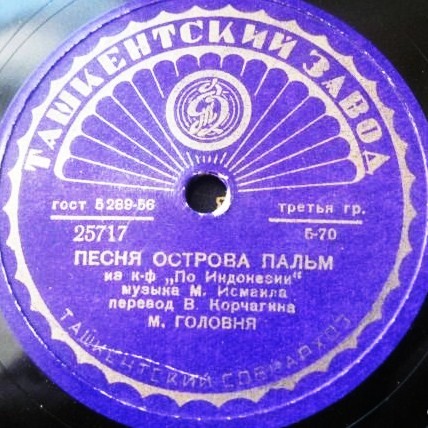 ТАШКЕНТСКИЙ ЗАВОД
гост 5289-56
третья гр.
25717
Б-70
ПЕСНЯ ОСТРОВА ПАЛЬМ
из к-ф „По Индонезии“
музыка М. Исмаила
перевод В. Корчагина
М. ГОЛОВНЯ
ТАШКЕНТСКИЙ СОВНАРХОЗ